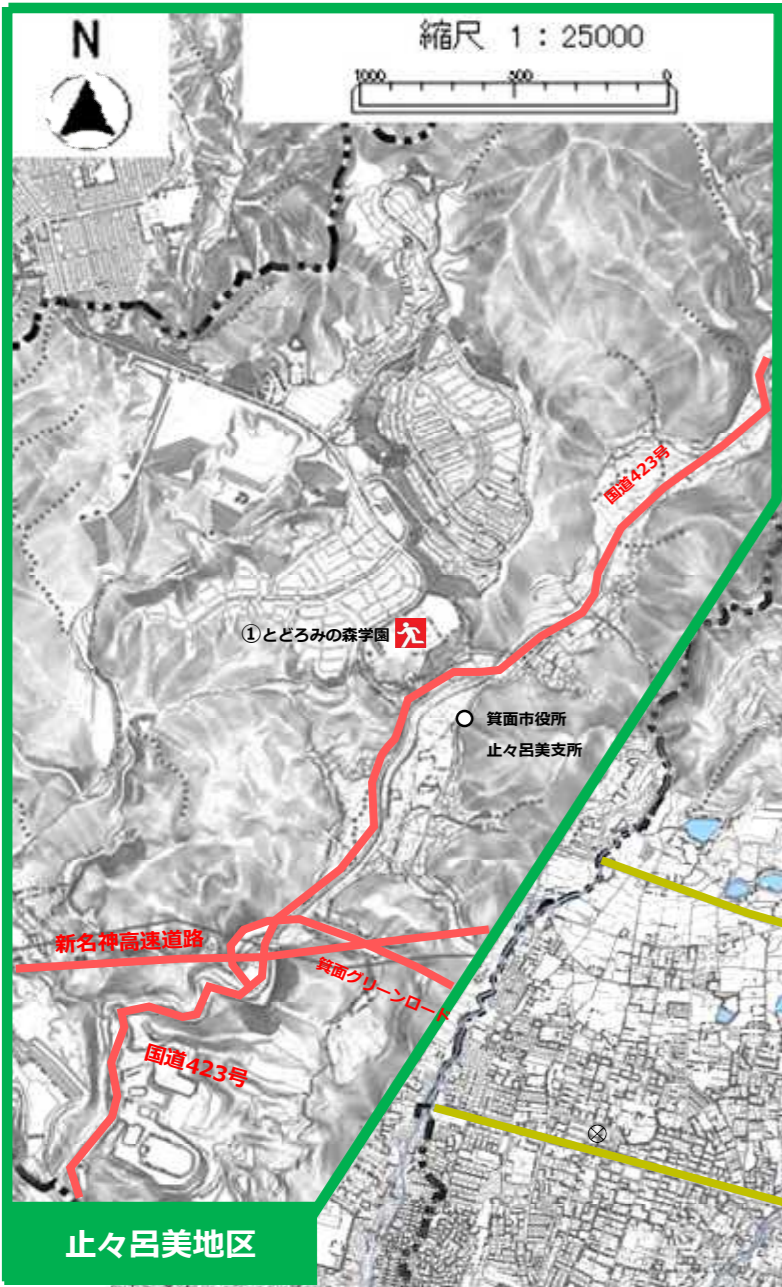 N
縮尺 1:25000
1000 500 0
国道423号
①とどろみの森学園
箕面市役所
止々呂美支所
新名神高速道路
箕面グリーンロード
国道423号
止々呂美地区